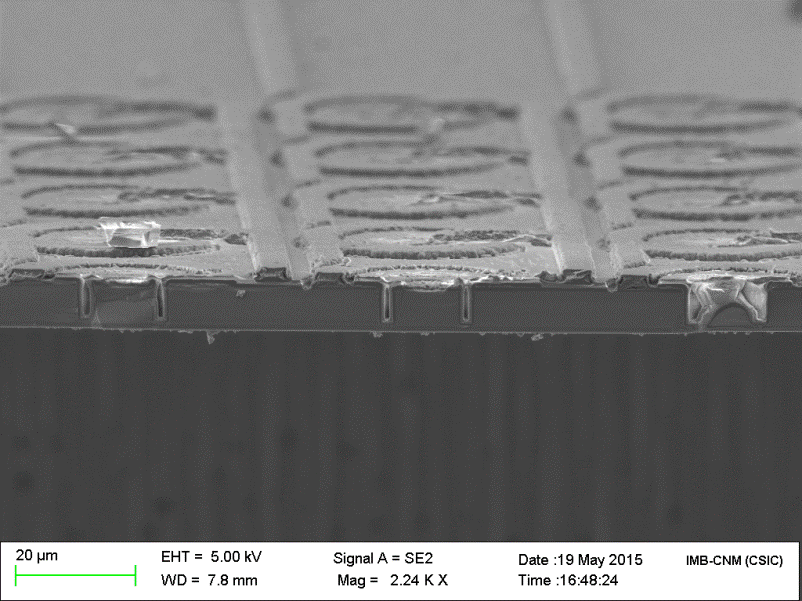 20 µm
EHT = 5.00 kV
Signal A = SE2
Date :19 May 2015
IMB-CNM (CSIC)
WD = 7.8 mm
Mag = 2.24 K X
Time :16:48:24